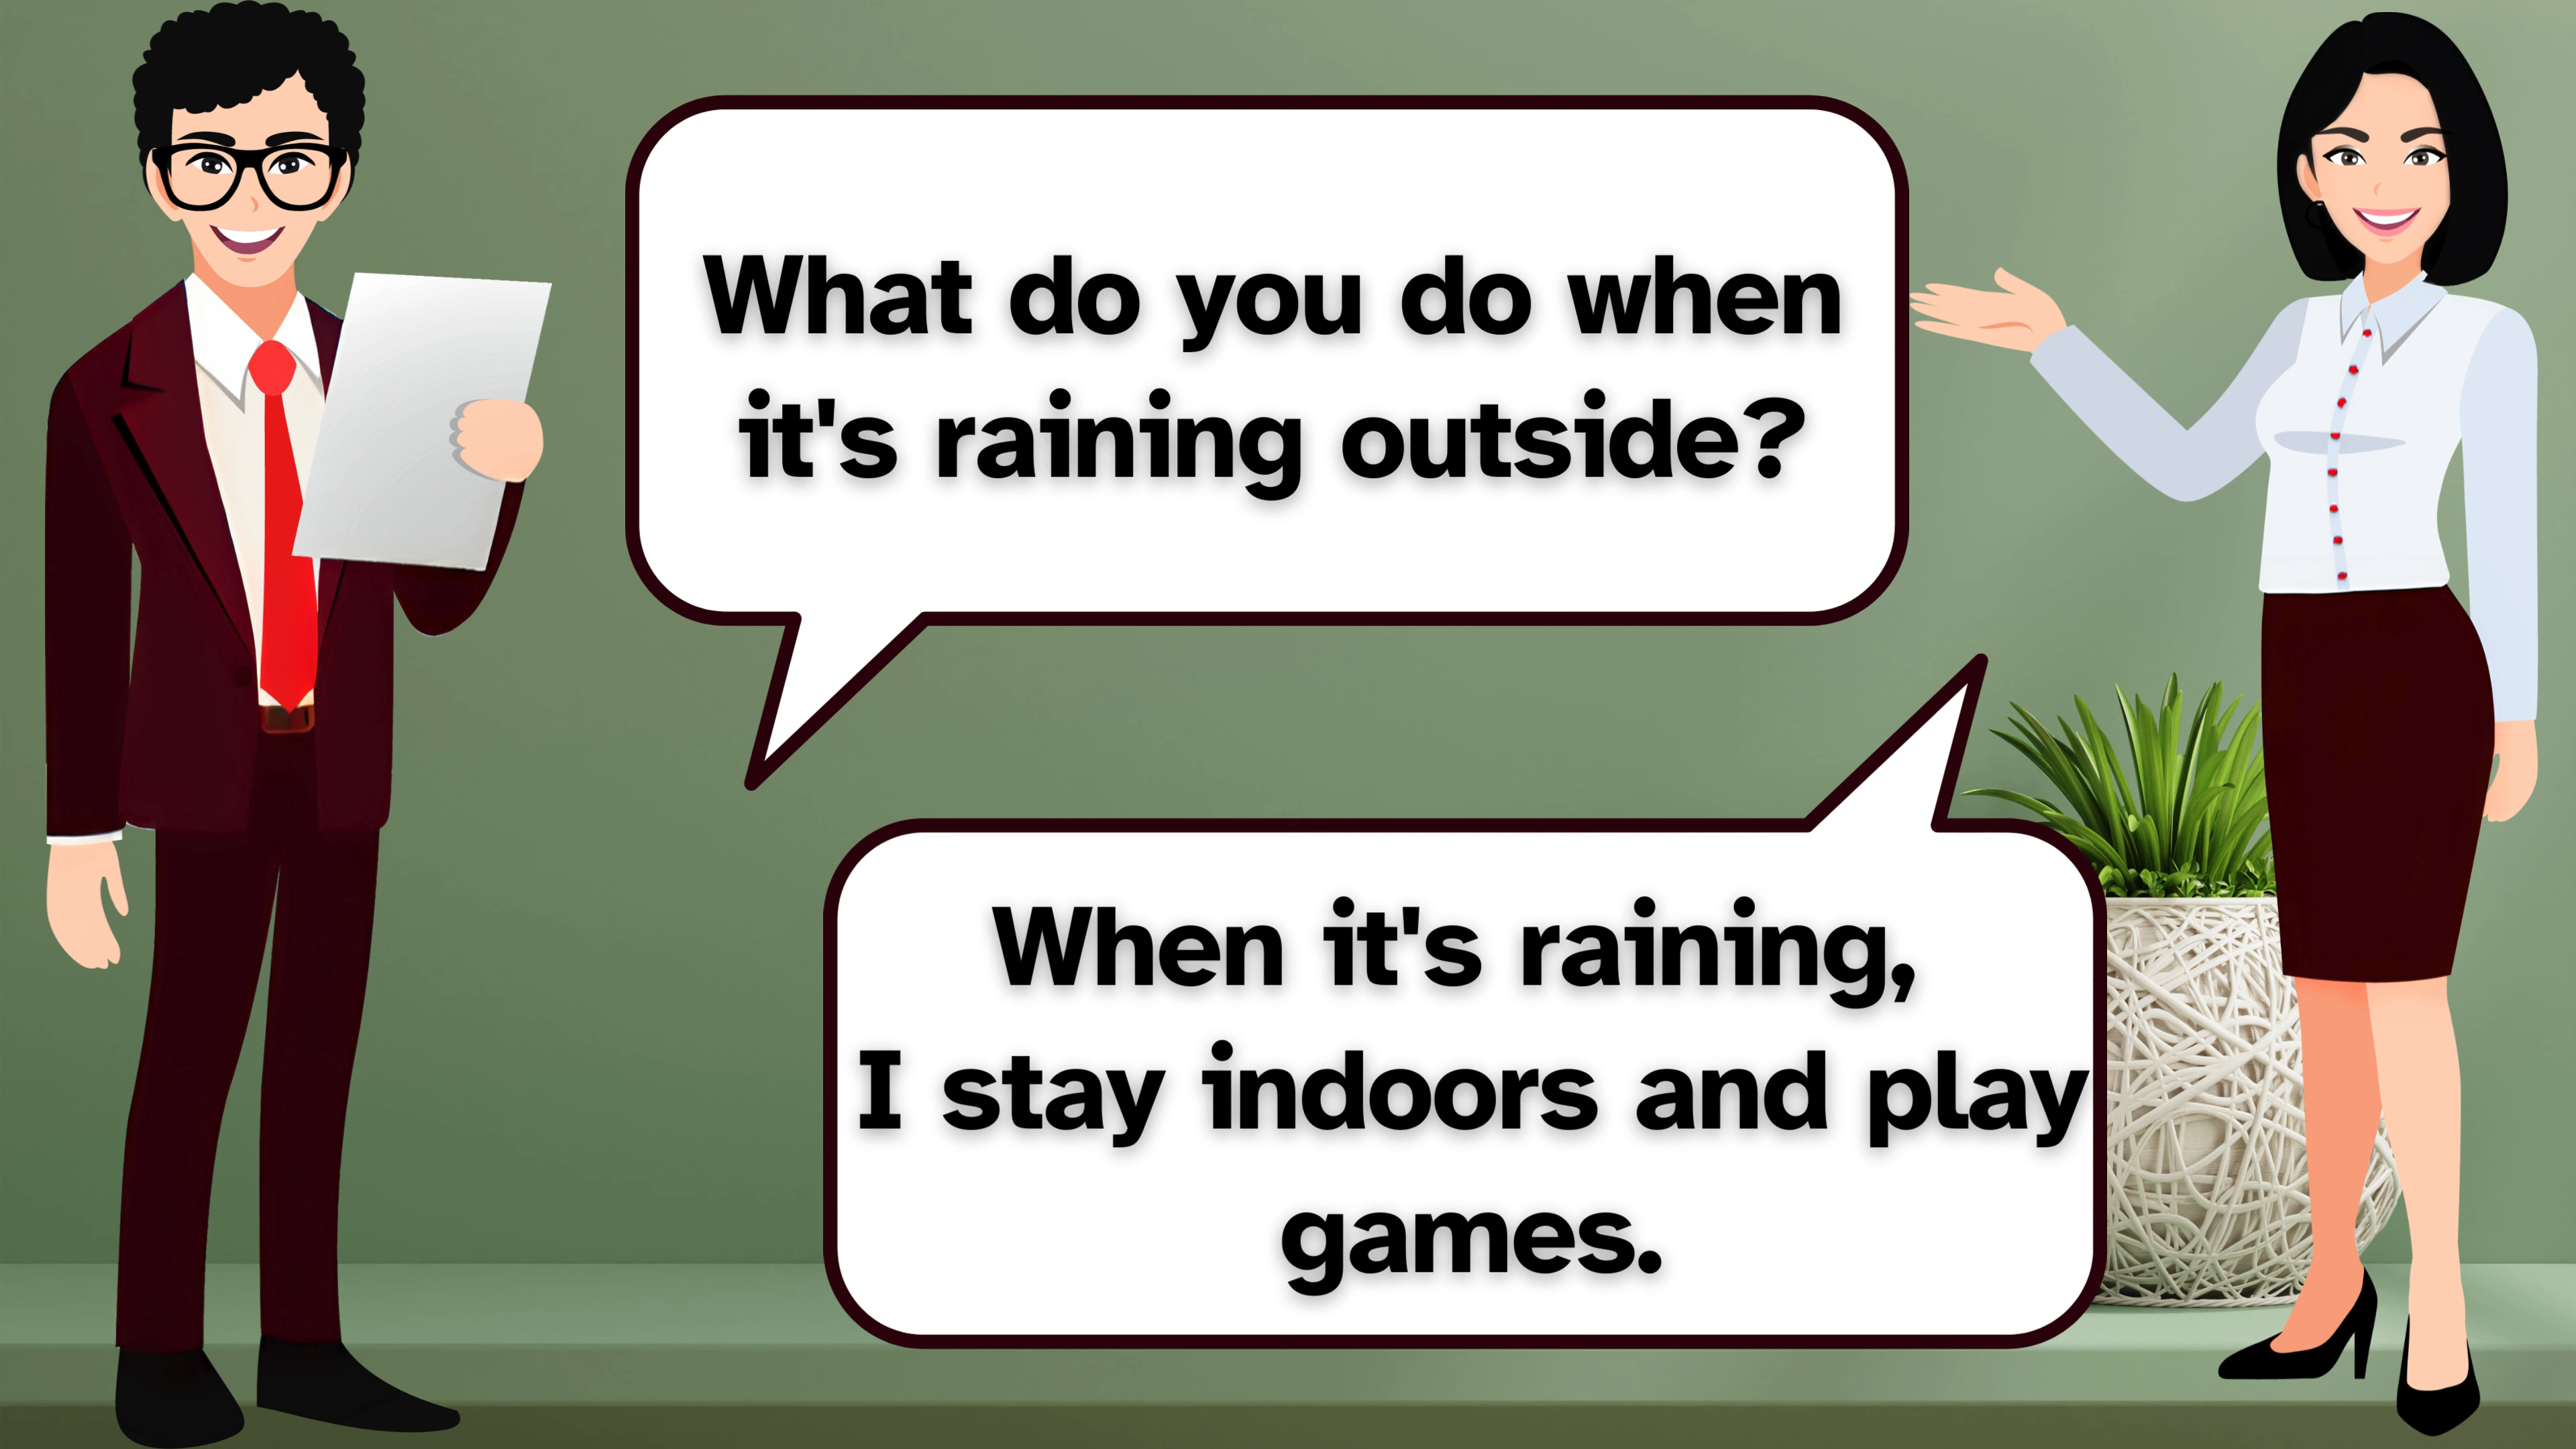 What do you do when
it's raining outside?
When it's raining,
I stay indoors and play
games.